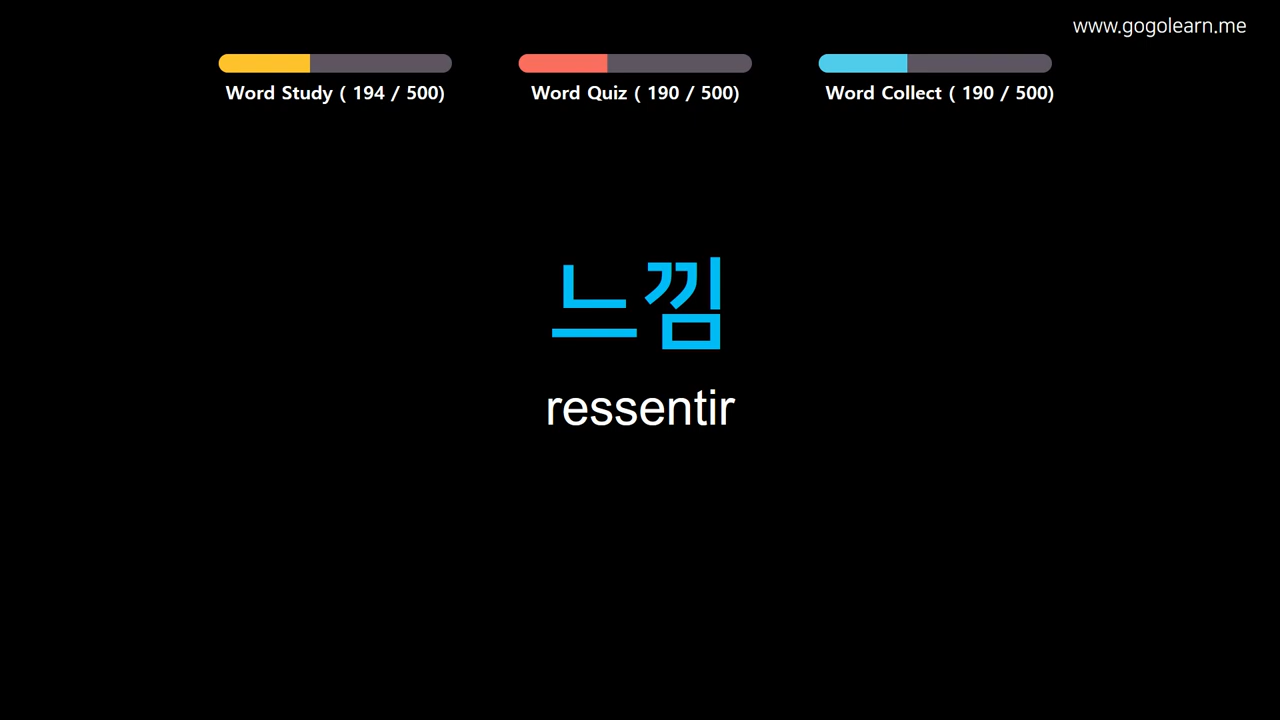 www.gogolearn.me
Word Study ( 194 / 500)
Word Quiz ( 190 / 500)
Word Collect ( 190 / 500)
느낌
ressentir